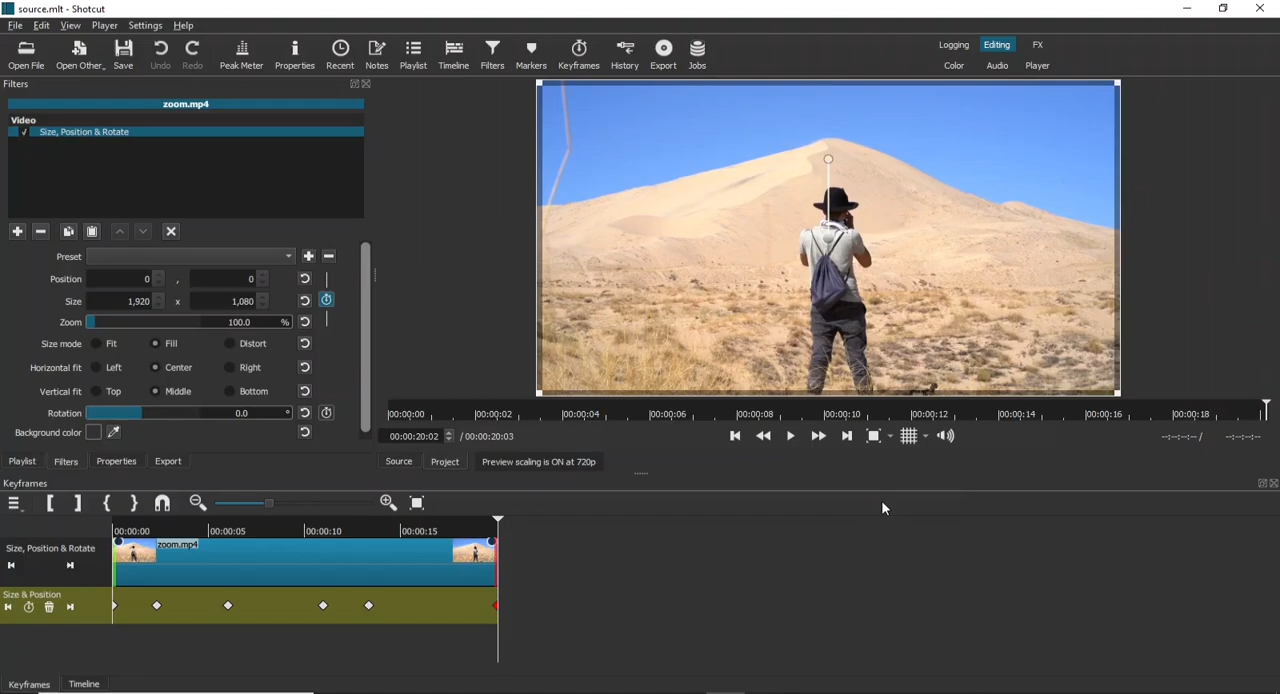 source.mlt - Shotcut
File Edit View Player Settings Help
Open File Open Other... Save Undo Redo Peak Meter Properties Recent Notes Playlist Timeline Filters Markers Keyframes History Export Jobs
Logging Editing FX
Color Audio Player
Filters
zoom.mp4
Video
✓ Size, Position & Rotate
Preset
Position 0 , 0
Size 1,920 x 1,080
Zoom 100.0 %
Size mode Fit Fill Distort
Horizontal fit Left Center Right
Vertical fit Top Middle Bottom
Rotation 0.0 °
Background color
Playlist Filters Properties Export
00:00:00 00:00:02 00:00:04 00:00:06 00:00:08 00:00:10 00:00:12 00:00:14 00:00:16 00:00:18
00:00:20:02 / 00:00:20:03
--:--:--:-- / --:--:--:--
Source Project Preview scaling is ON at 720p
Keyframes
00:00:00 00:00:05 00:00:10 00:00:15
Size, Position & Rotate
zoom.mp4
Size & Position
Keyframes Timeline